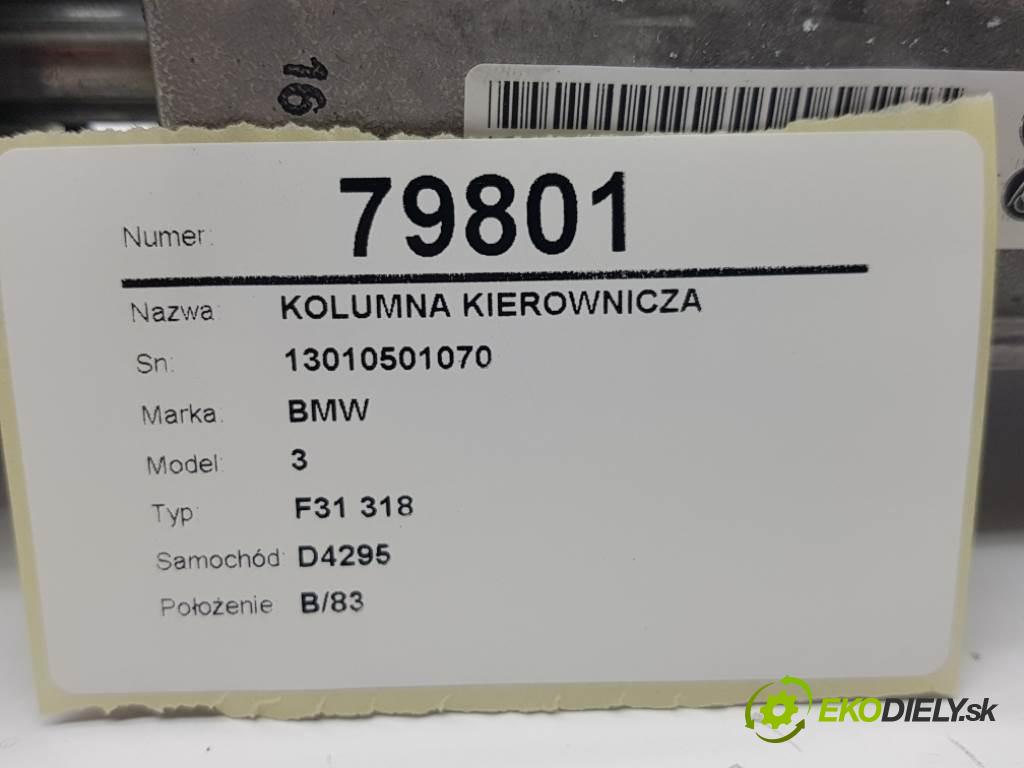 16
Numer: 79801
Nazwa: KOLUMNA KIEROWNICZA
Sn: 13010501070
Marka: BMW
Model: 3
Typ: F31 318
Samochód: D4295
Położenie B/83
EKODIELY.sk